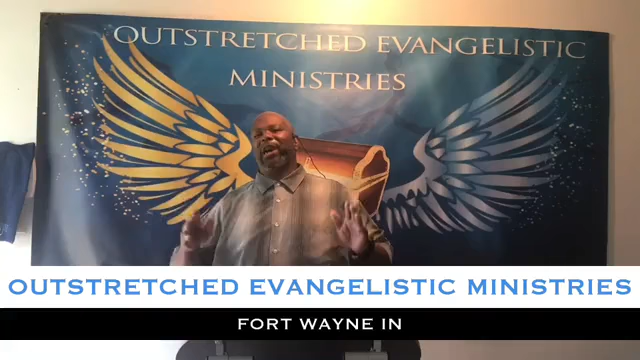 OUTSTRETCHED EVANGELISTIC
MINISTRIES
OUTSTRETCHED EVANGELISTIC MINISTRIES
FORT WAYNE IN